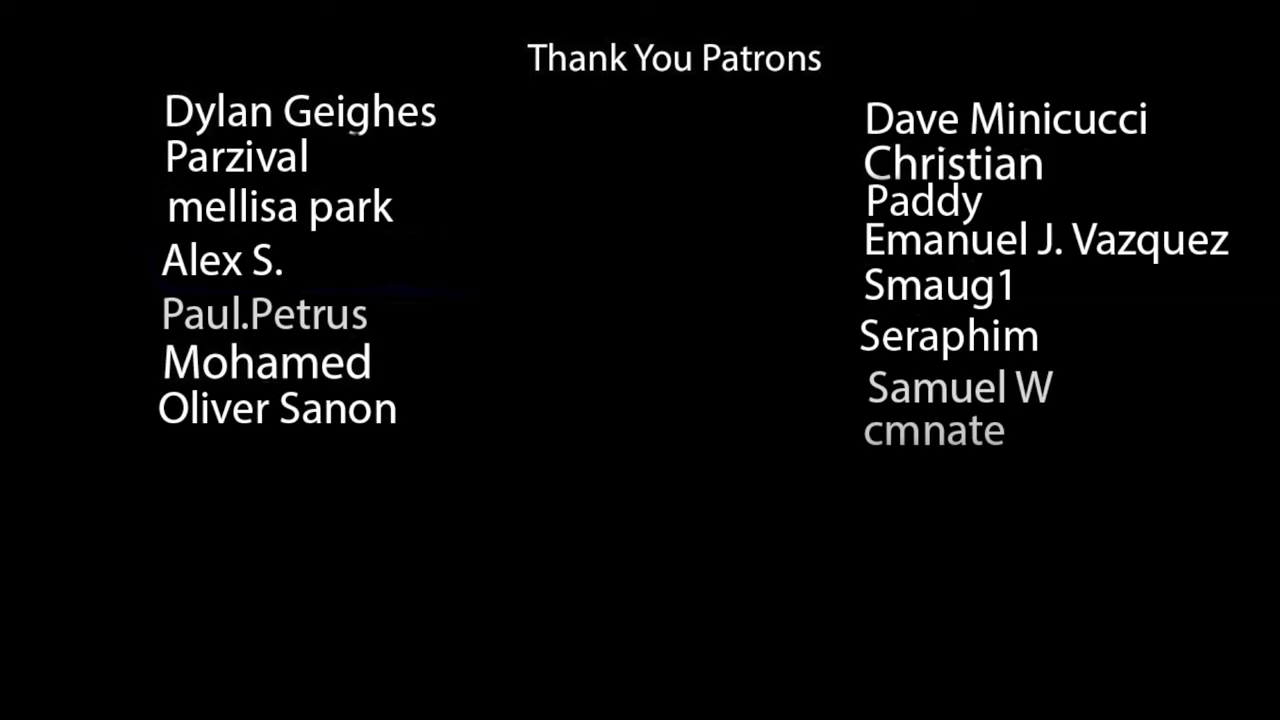 Thank You Patrons
Dylan Geighes
Parzival
mellisa park
Alex S.
Paul.Petrus
Mohamed
Oliver Sanon
Dave Minicucci
Christian
Paddy
Emanuel J. Vazquez
Smaug1
Seraphim
Samuel W
cmnate